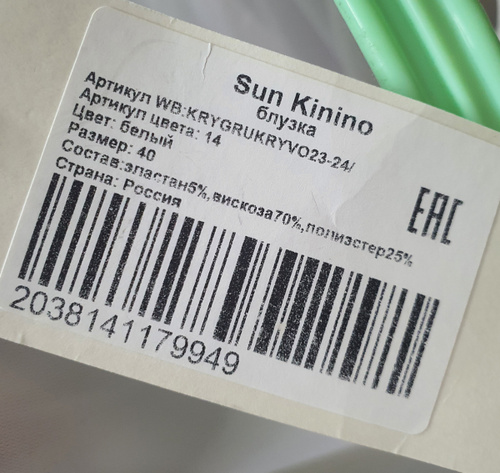 Sun Kinino
блузка
Артикул WB:KRYGRUKRYVO23-24/
Артикул цвета: 14
Цвет: белый
Размер: 40
Состав:эластан5%,вискоза70%,полиэстер25%
Страна: Россия
EAC
2038141179949